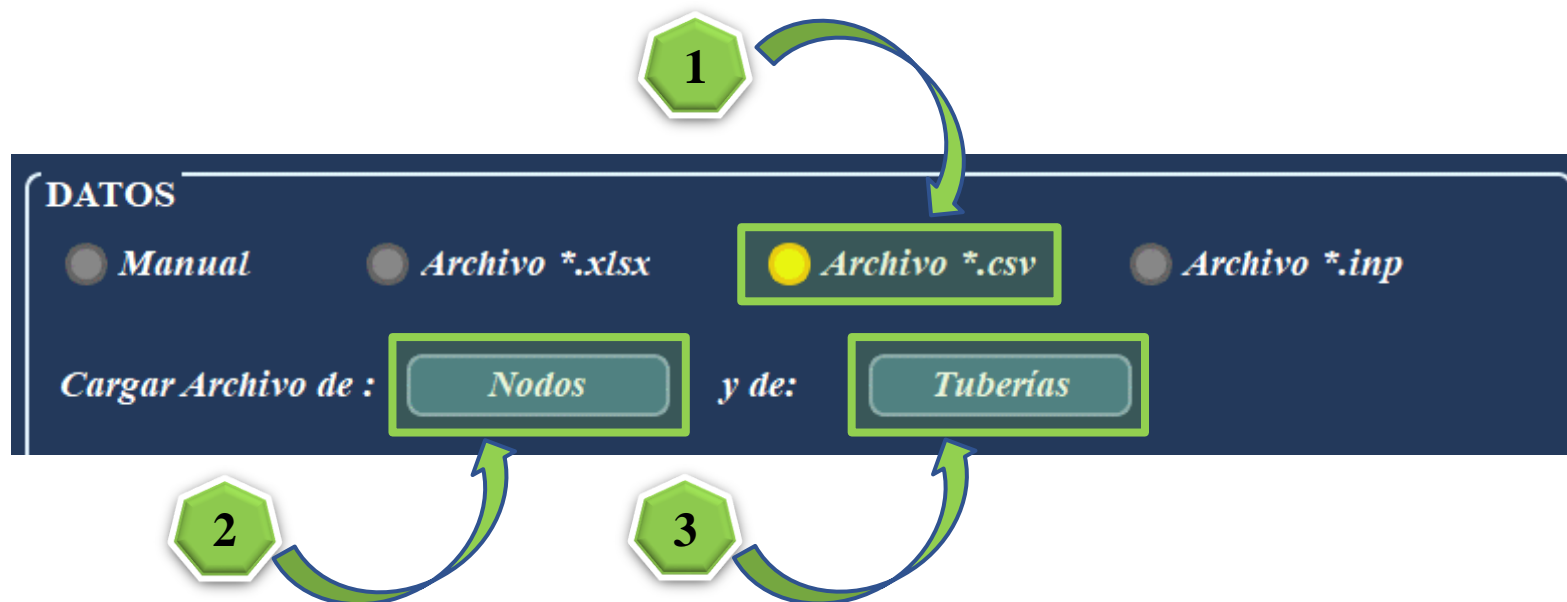 1
DATOS
Manual Archivo *.xlsx Archivo *.csv Archivo *.inp
Cargar Archivo de : Nodos y de: Tuberías
2 3